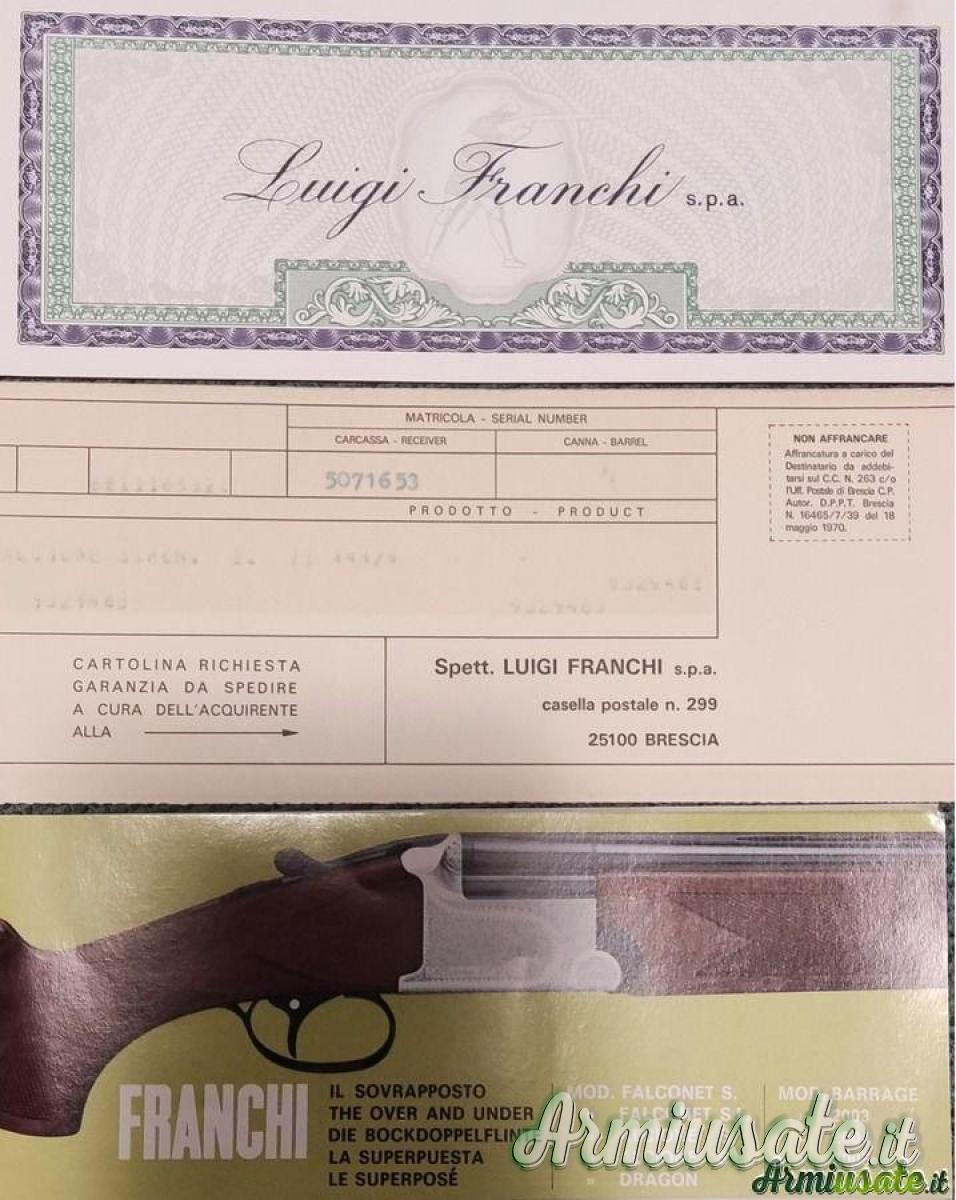 Luigi Franchi s.p.a.
MATRICOLA - SERIAL NUMBER
CARCASSA - RECEIVER
CANNA - BARREL
5071653
PRODOTTO - PRODUCT
NON AFFRANCARE
Affrancatura a carico del
Destinatario da addebi-
tarsi sul C.C. N. 263 c/o
l'Uff. Postale di Brescia C.P.
Autor. D.P.P.T. Brescia
N. 16465/7/39 del 18
maggio 1970.
CARTOLINA RICHIESTA
GARANZIA DA SPEDIRE
A CURA DELL'ACQUIRENTE
ALLA
Spett. LUIGI FRANCHI s.p.a.
casella postale n. 299
25100 BRESCIA
FRANCHI
IL SOVRAPPOSTO
THE OVER AND UNDER
DIE BOCKDOPPELFLINTE
LA SUPERPUESTA
LE SUPERPOSÉ
MOD. FALCONET S.
» FALCONET S.
» DRAGON
MOD. BARRAGE
2003
Armiusate.it
Armiusate.it